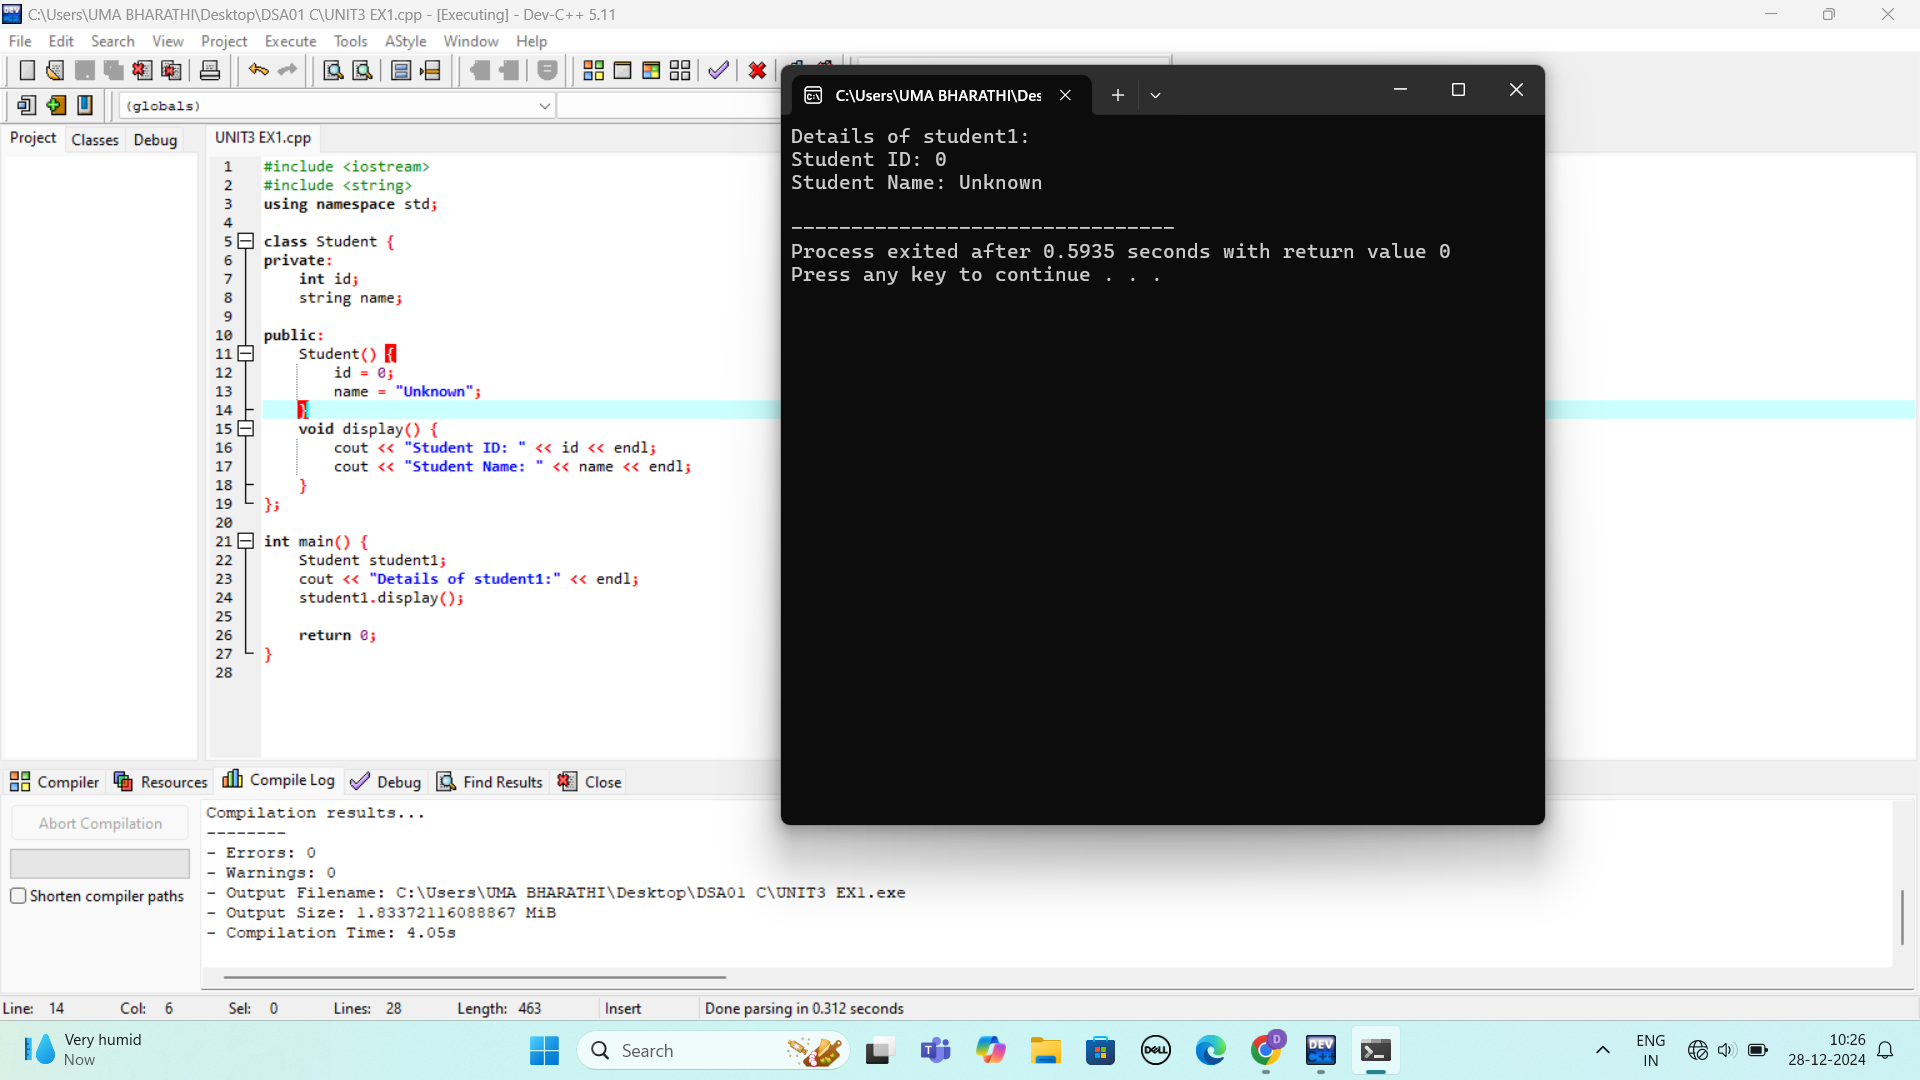 C:\Users\UMA BHARATHI\Desktop\DSA01 C\UNIT3 EX1.cpp - [Executing] - Dev-C++ 5.11
File Edit Search View Project Execute Tools AStyle Window Help
(globals)
Project Classes Debug
UNIT3 EX1.cpp
1 #include <iostream>
2 #include <string>
3 using namespace std;
4
5 class Student {
6 private:
7 int id;
8 string name;
9
10 public:
11 Student() {
12 id = 0;
13 name = "Unknown";
14 }
15 void display() {
16 cout << "Student ID: " << id << endl;
17 cout << "Student Name: " << name << endl;
18 }
19 };
20
21 int main() {
22 Student student1;
23 cout << "Details of student1:" << endl;
24 student1.display();
25
26 return 0;
27 }
28
C:\Users\UMA BHARATHI\Des
Details of student1:
Student ID: 0
Student Name: Unknown
--------------------------------
Process exited after 0.5935 seconds with return value 0
Press any key to continue . . .
Compiler Resources Compile Log Debug Find Results Close
Abort Compilation
Shorten compiler paths
Compilation results...
--------
- Errors: 0
- Warnings: 0
- Output Filename: C:\Users\UMA BHARATHI\Desktop\DSA01 C\UNIT3 EX1.exe
- Output Size: 1.83372116088867 MiB
- Compilation Time: 4.05s
Line: 14 Col: 6 Sel: 0 Lines: 28 Length: 463 Insert Done parsing in 0.312 seconds
Very humid
Now
Search
DELL
DEV
D
ENG
IN
10:26
28-12-2024